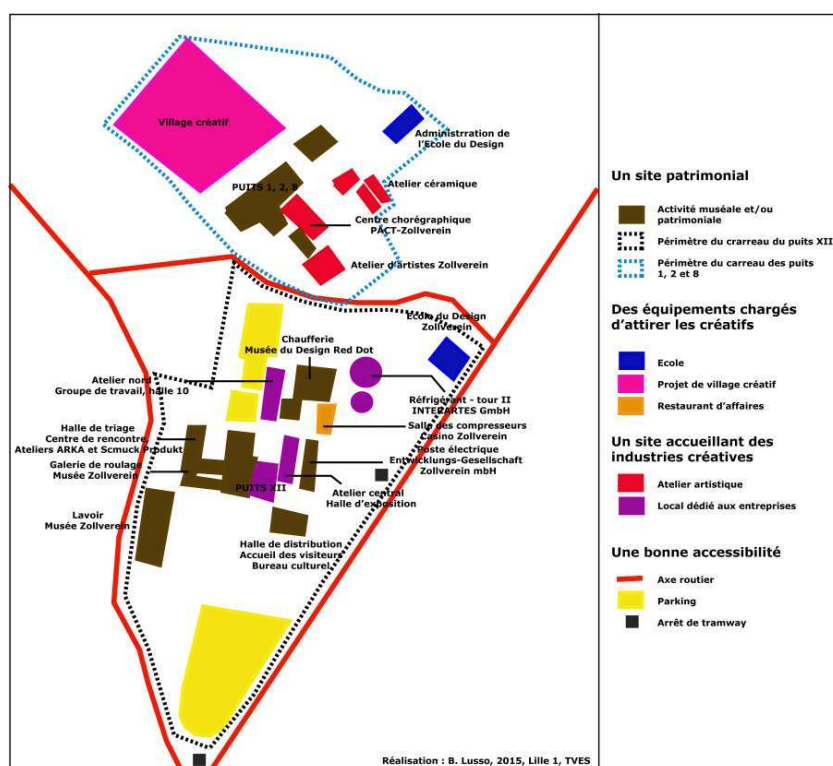 Village créatif
Administrration de
l'Ecole du Design
PUITS 1, 2, 8
Atelier céramique
Centre chorégraphique
PACT-Zollverein
Atelier d'artistes Zollverein
Ecole du Design
Zollverein
Chaufferie
Musée du Design Red Dot
Atelier nord
Groupe de travail, halle 10
Réfrigérant - tour II
INTERARTES GmbH
Halle de triage
Centre de rencontre,
Ateliers ARKA et Scmuck Produkt
Salle des compresseurs
Casino Zollverein
Galerie de roulage
Musée Zollverein
Poste électrique
Entwicklungs-Gesellschaft
Zollverein mbH
PUITS XII
Atelier central
Halle d'exposition
Lavoir
Musée Zollverein
Halle de distribution
Accueil des visiteurs
Bureau culturel
Réalisation : B. Lusso, 2015, Lille 1, TVES
Un site patrimonial
Activité muséale et/ou
patrimoniale
Périmètre du crarreau du puits XII
Périmètre du carreau des puits
1, 2 et 8
Des équipements chargés
d'attirer les créatifs
Ecole
Projet de village créatif
Restaurant d'affaires
Un site accueillant des
industries créatives
Atelier artistique
Local dédié aux entreprises
Une bonne accessibilité
Axe routier
Parking
Arrêt de tramway